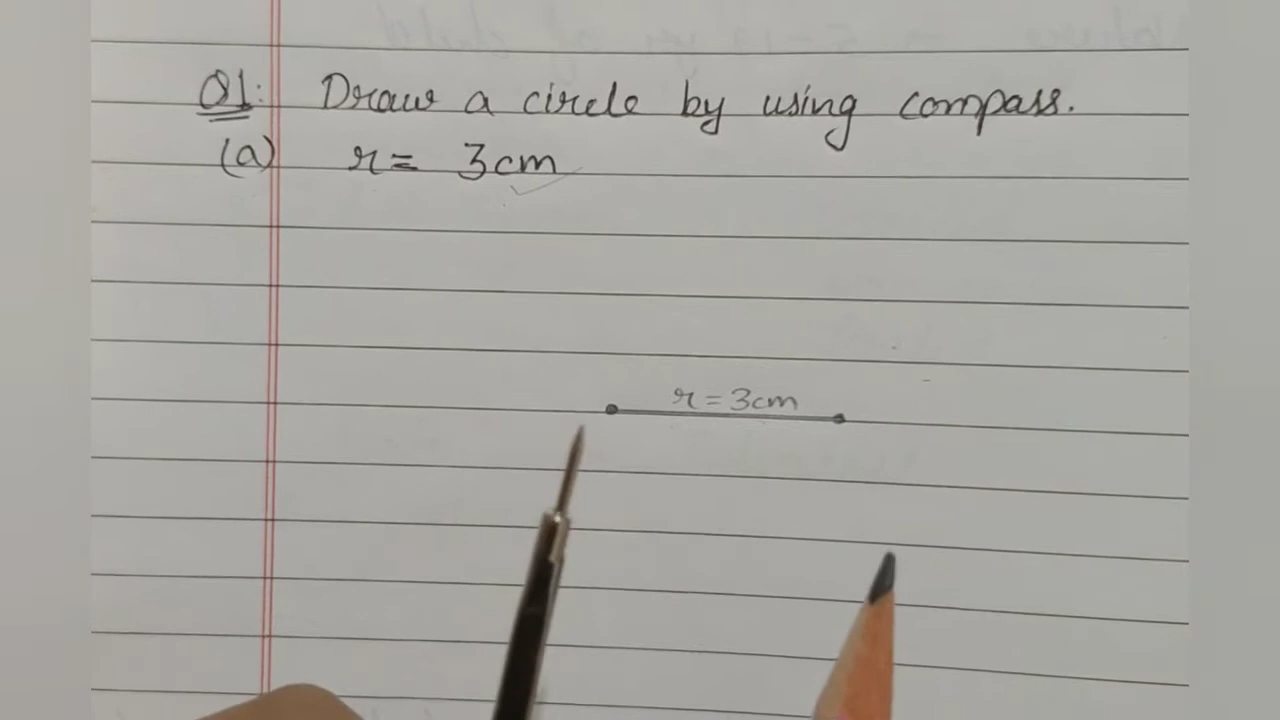 Q1: Draw a circle by using compass.
(a) r = 3cm
r = 3cm